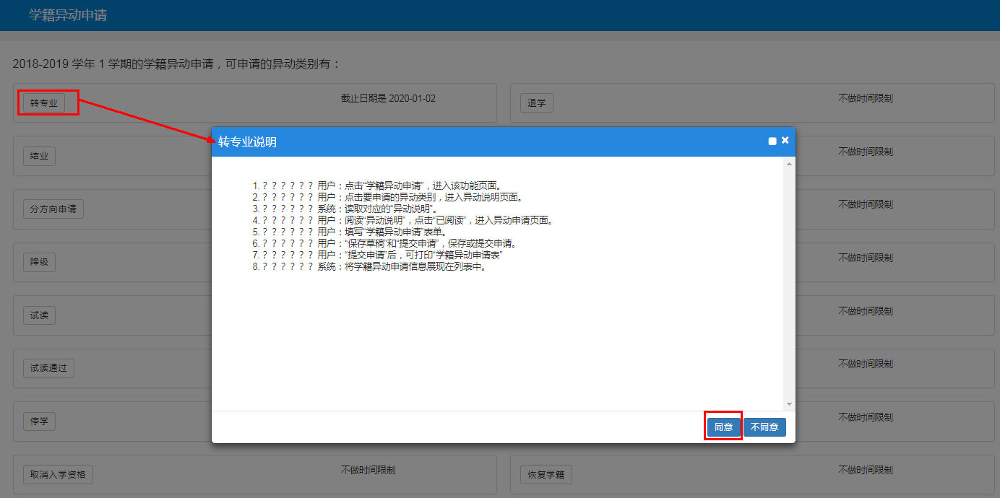 学籍异动申请
2018-2019 学年 1 学期的学籍异动申请，可申请的异动类别有：
转专业 截止日期是 2020-01-02 退学 不做时间限制
转专业说明
结业 不做时间限制
1. ? ? ? ? ? ? 用户：点击“学籍异动申请”，进入该功能页面。
2. ? ? ? ? ? ? 用户：点击要申请的异动类别，进入异动说明页面。
3. ? ? ? ? ? ? 系统：读取对应的“异动说明”。
4. ? ? ? ? ? ? 用户：阅读“异动说明”，点击“已阅读”，进入异动申请页面。
5. ? ? ? ? ? ? 用户：填写“学籍异动申请”表单。
6. ? ? ? ? ? ? 用户：“保存草稿”和“提交申请”，保存或提交申请。
7. ? ? ? ? ? ? 用户：“提交申请”后，可打印“学籍异动申请表”
8. ? ? ? ? ? ? 系统：将学籍异动申请信息展现在列表中。
分方向申请 不做时间限制
降级 不做时间限制
试读 不做时间限制
试读通过 不做时间限制
停学 不做时间限制
同意 不同意
取消入学资格 不做时间限制 恢复学籍 不做时间限制